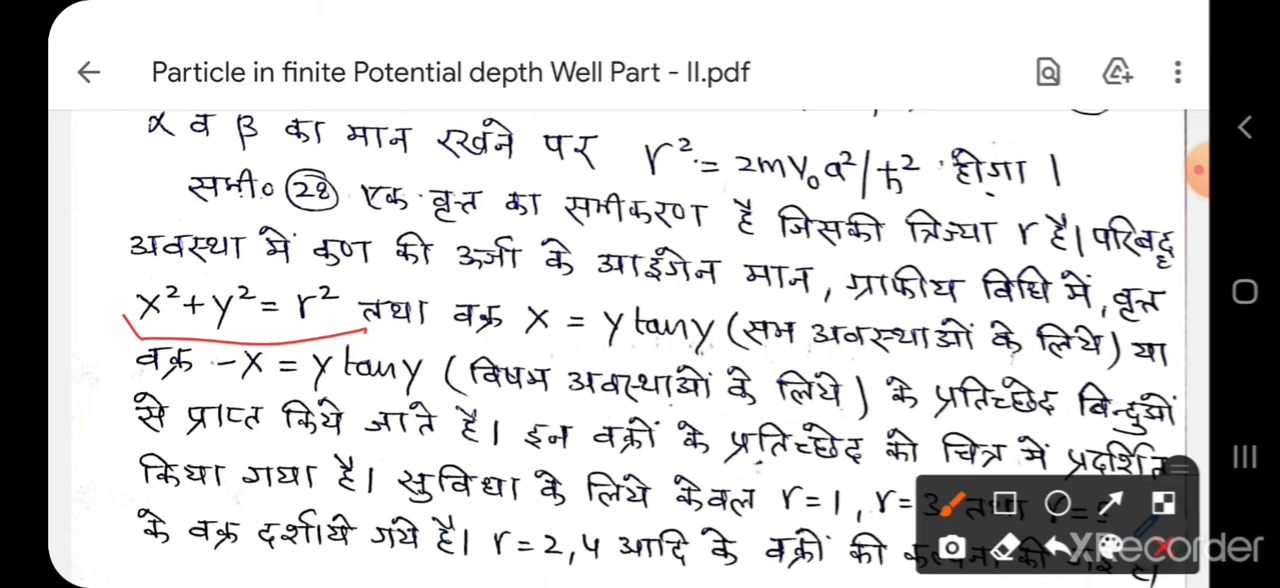 Particle in finite Potential depth Well Part - II.pdf
α व β का मान रखने पर r² = 2mV₀a²/ħ² होगा।
समी० (28) एक वृत्त का समीकरण है जिसकी त्रिज्या r है। परिबद्ध
अवस्था में कण की ऊर्जा के आइगेन मान, ग्राफीय विधि में, वृत्त
x²+y² = r² तथा वक्र x = y tan y (सम अवस्थाओं के लिये) या
वक्र -x = y tan y (विषम अवस्थाओं के लिये) के प्रतिच्छेद बिन्दुओं
से प्राप्त किये जाते है। इन वक्रों के प्रतिच्छेद को चित्र में प्रदर्शित
किया गया है। सुविधा के लिये केवल r=1, r=3
के वक्र दर्शाये गये है। r=2,4 आदि के वक्रों की
XRecorder